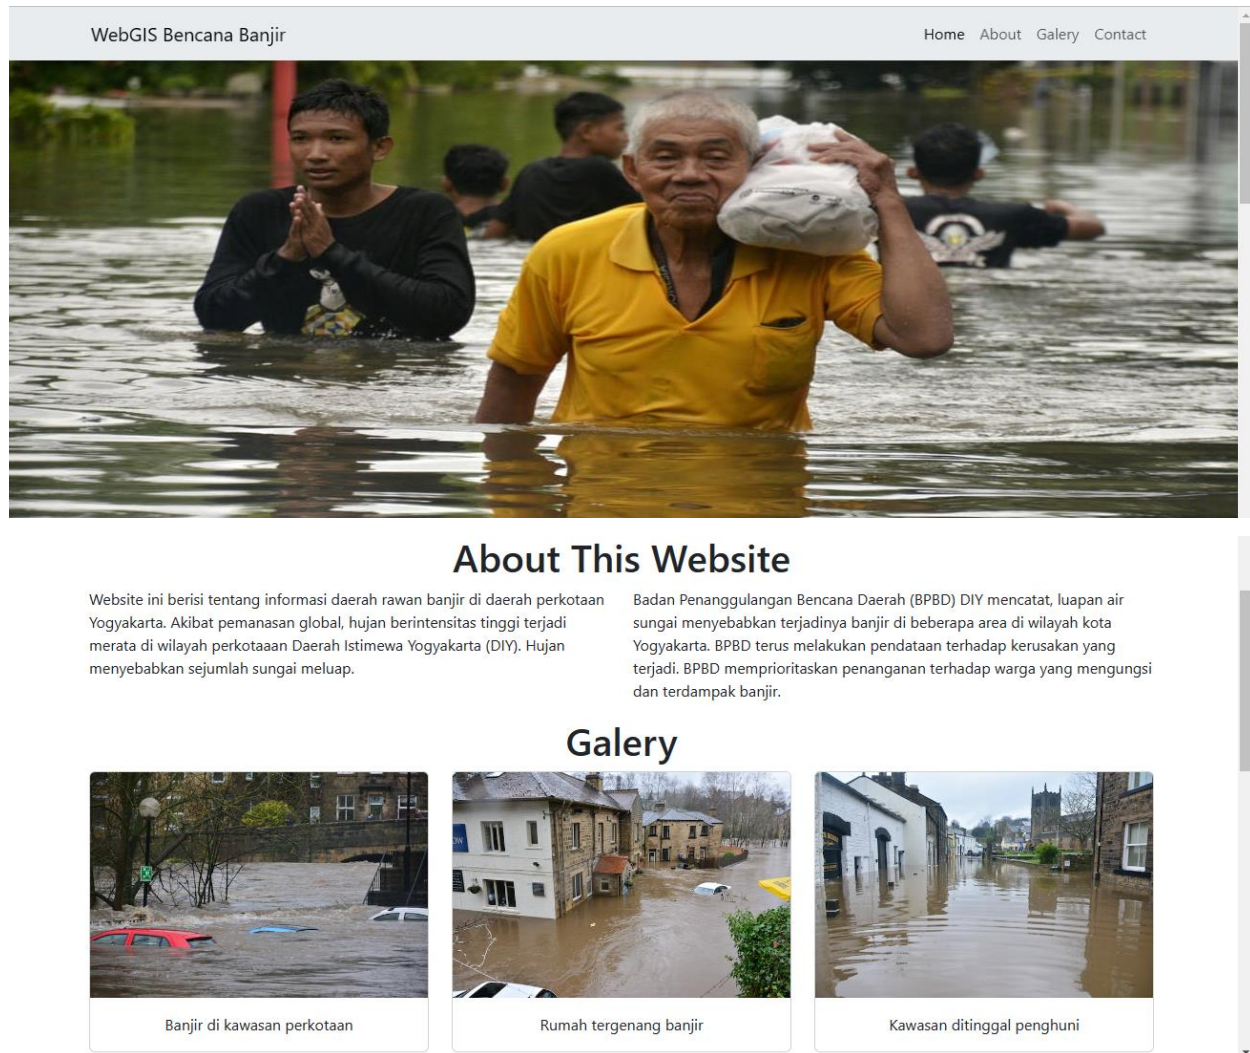 WebGIS Bencana Banjir
Home About Galery Contact
About This Website
Website ini berisi tentang informasi daerah rawan banjir di daerah perkotaan
Yogyakarta. Akibat pemanasan global, hujan berintensitas tinggi terjadi
merata di wilayah perkotaaan Daerah Istimewa Yogyakarta (DIY). Hujan
menyebabkan sejumlah sungai meluap.
Badan Penanggulangan Bencana Daerah (BPBD) DIY mencatat, luapan air
sungai menyebabkan terjadinya banjir di beberapa area di wilayah kota
Yogyakarta. BPBD terus melakukan pendataan terhadap kerusakan yang
terjadi. BPBD memprioritaskan penanganan terhadap warga yang mengungsi
dan terdampak banjir.
Galery
Banjir di kawasan perkotaan
Rumah tergenang banjir
Kawasan ditinggal penghuni